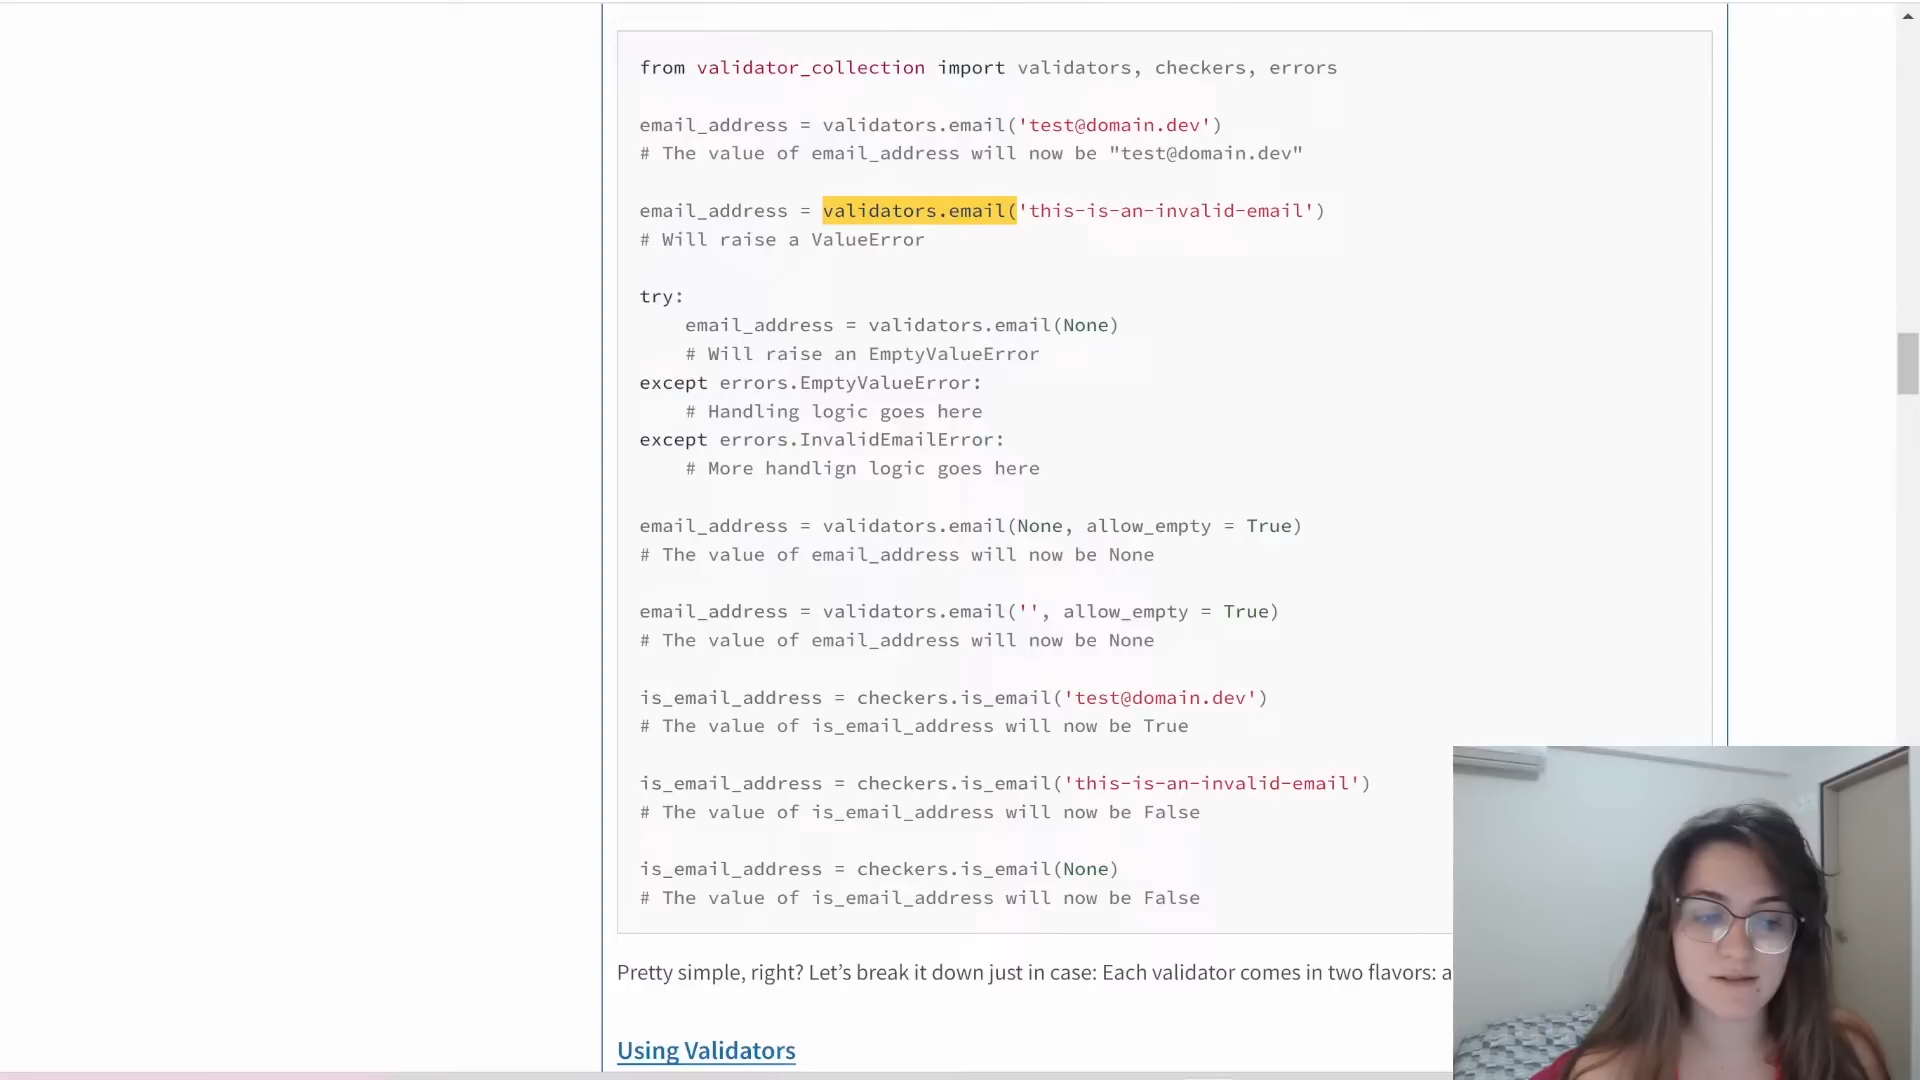 from validator_collection import validators, checkers, errors
email_address = validators.email('test@domain.dev')
# The value of email_address will now be "test@domain.dev"
email_address = validators.email('this-is-an-invalid-email')
# Will raise a ValueError
try:
    email_address = validators.email(None)
    # Will raise an EmptyValueError
except errors.EmptyValueError:
    # Handling logic goes here
except errors.InvalidEmailError:
    # More handlign logic goes here
email_address = validators.email(None, allow_empty = True)
# The value of email_address will now be None
email_address = validators.email('', allow_empty = True)
# The value of email_address will now be None
is_email_address = checkers.is_email('test@domain.dev')
# The value of is_email_address will now be True
is_email_address = checkers.is_email('this-is-an-invalid-email')
# The value of is_email_address will now be False
is_email_address = checkers.is_email(None)
# The value of is_email_address will now be False
Pretty simple, right? Let’s break it down just in case: Each validator comes in two flavors: a
Using Validators